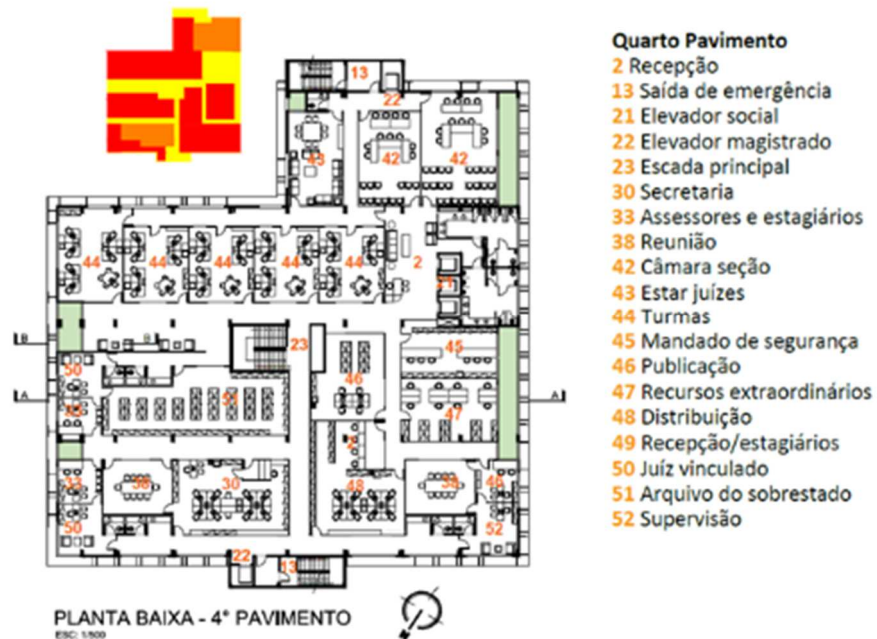 13
22
43 42 42
44 44 44 44 44 2
21
B B 23 45
50 46
A 51 47 A
2
33 38 30 48 38
50 52
22
13
PLANTA BAIXA - 4° PAVIMENTO
ESC: 1/500
Quarto Pavimento
2 Recepção
13 Saída de emergência
21 Elevador social
22 Elevador magistrado
23 Escada principal
30 Secretaria
33 Assessores e estagiários
38 Reunião
42 Câmara seção
43 Estar juízes
44 Turmas
45 Mandado de segurança
46 Publicação
47 Recursos extraordinários
48 Distribuição
49 Recepção/estagiários
50 Juíz vinculado
51 Arquivo do sobrestado
52 Supervisão